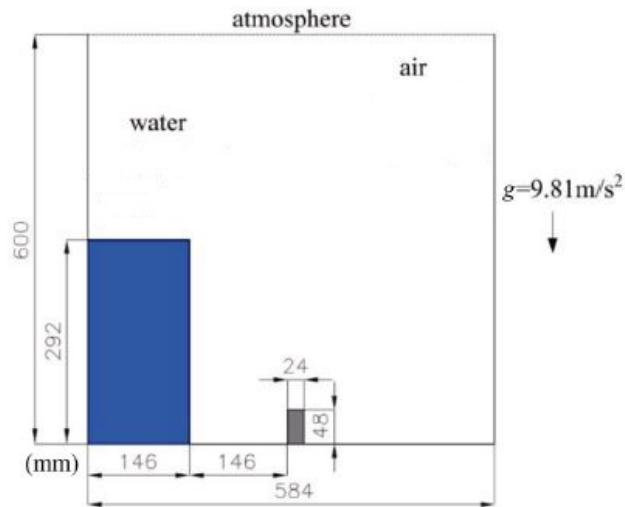 atmosphere
air
water
g=9.81m/s²
600
292
24
48
(mm)
146
146
584